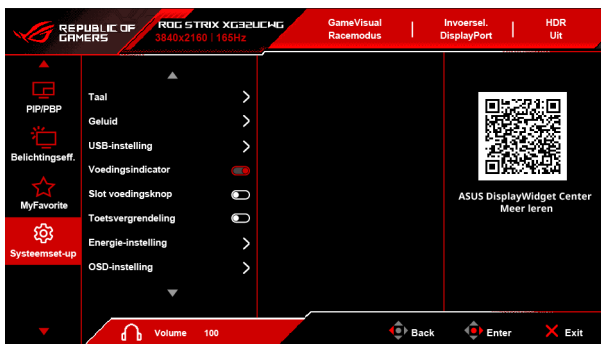 REPUBLIC OF
GAMERS
ROG STRIX XG32UCWG
3840x2160 | 165Hz
GameVisual
Racemodus
Invoersel.
DisplayPort
HDR
Uit
PIP/PBP
Belichtingseff.
MyFavorite
Systeemset-up
Taal
Geluid
USB-instelling
Voedingsindicator
Slot voedingsknop
Toetsvergrendeling
Energie-instelling
OSD-instelling
ASUS DisplayWidget Center
Meer leren
Volume 100
Back
Enter
Exit